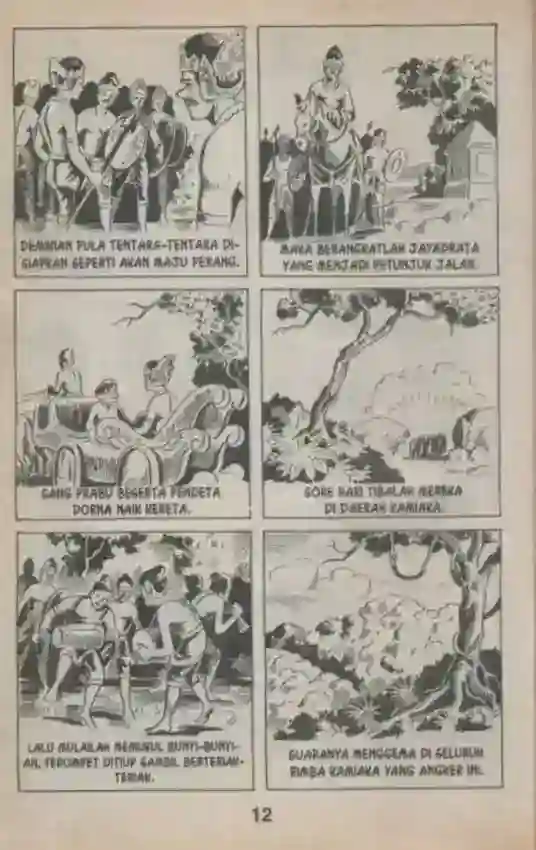 DEMIKIAN PULA TENTARA-TENTARA DI-
SIAPKAN SEPERTI AKAN MAJU PERANG.
MAKA BERANGKATLAH JAYADRATA
YANG MENJADI PETUNJUK JALAN.
SANG PRABU BESERTA PENDETA
DORNA NAIK KERETA.
SORE HARI TIBALAH MEREKA
DI DAERAH KAMIAKA.
LALU MULAILAH MEMUKUL BUNYI-BUNYI-
AN, TEROMPET DITIUP SAMBIL BERTERIAK-
TERIAK.
SUARANYA MENGGEMA DI SELURUH
RIMBA KAMIAKA YANG ANGKER INI.
12